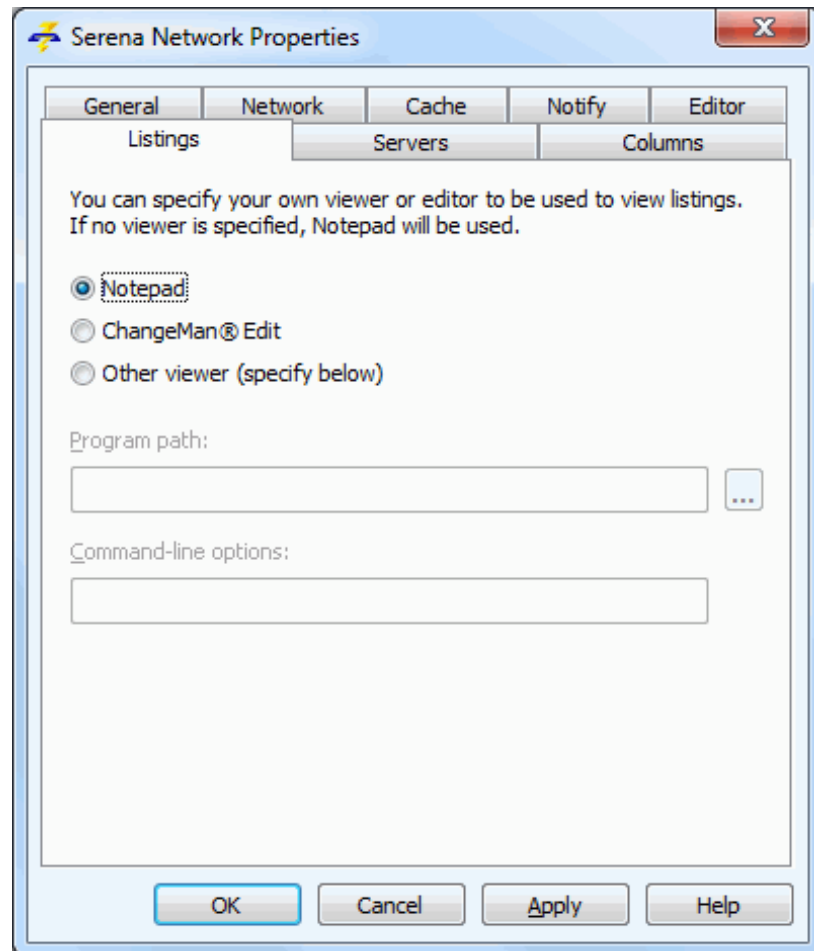 Serena Network Properties
General Network Cache Notify Editor
Listings Servers Columns
You can specify your own viewer or editor to be used to view listings.
If no viewer is specified, Notepad will be used.
Notepad
ChangeMan® Edit
Other viewer (specify below)
Program path:
...
Command-line options:
OK Cancel Apply Help